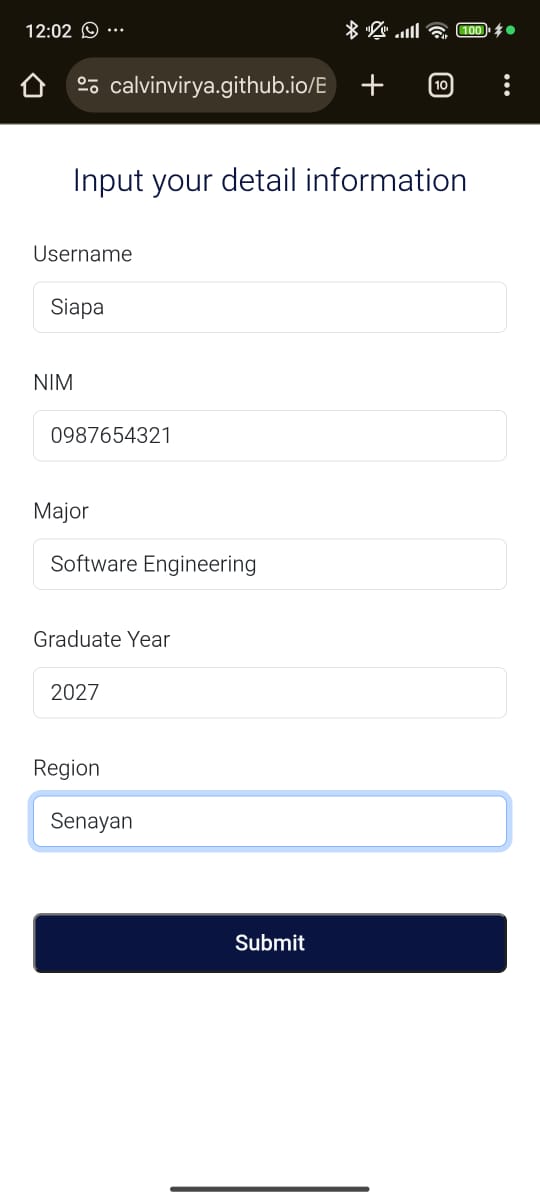 12:02
100
calvinvirya.github.io/E
10
Input your detail information
Username
Siapa
NIM
0987654321
Major
Software Engineering
Graduate Year
2027
Region
Senayan
Submit